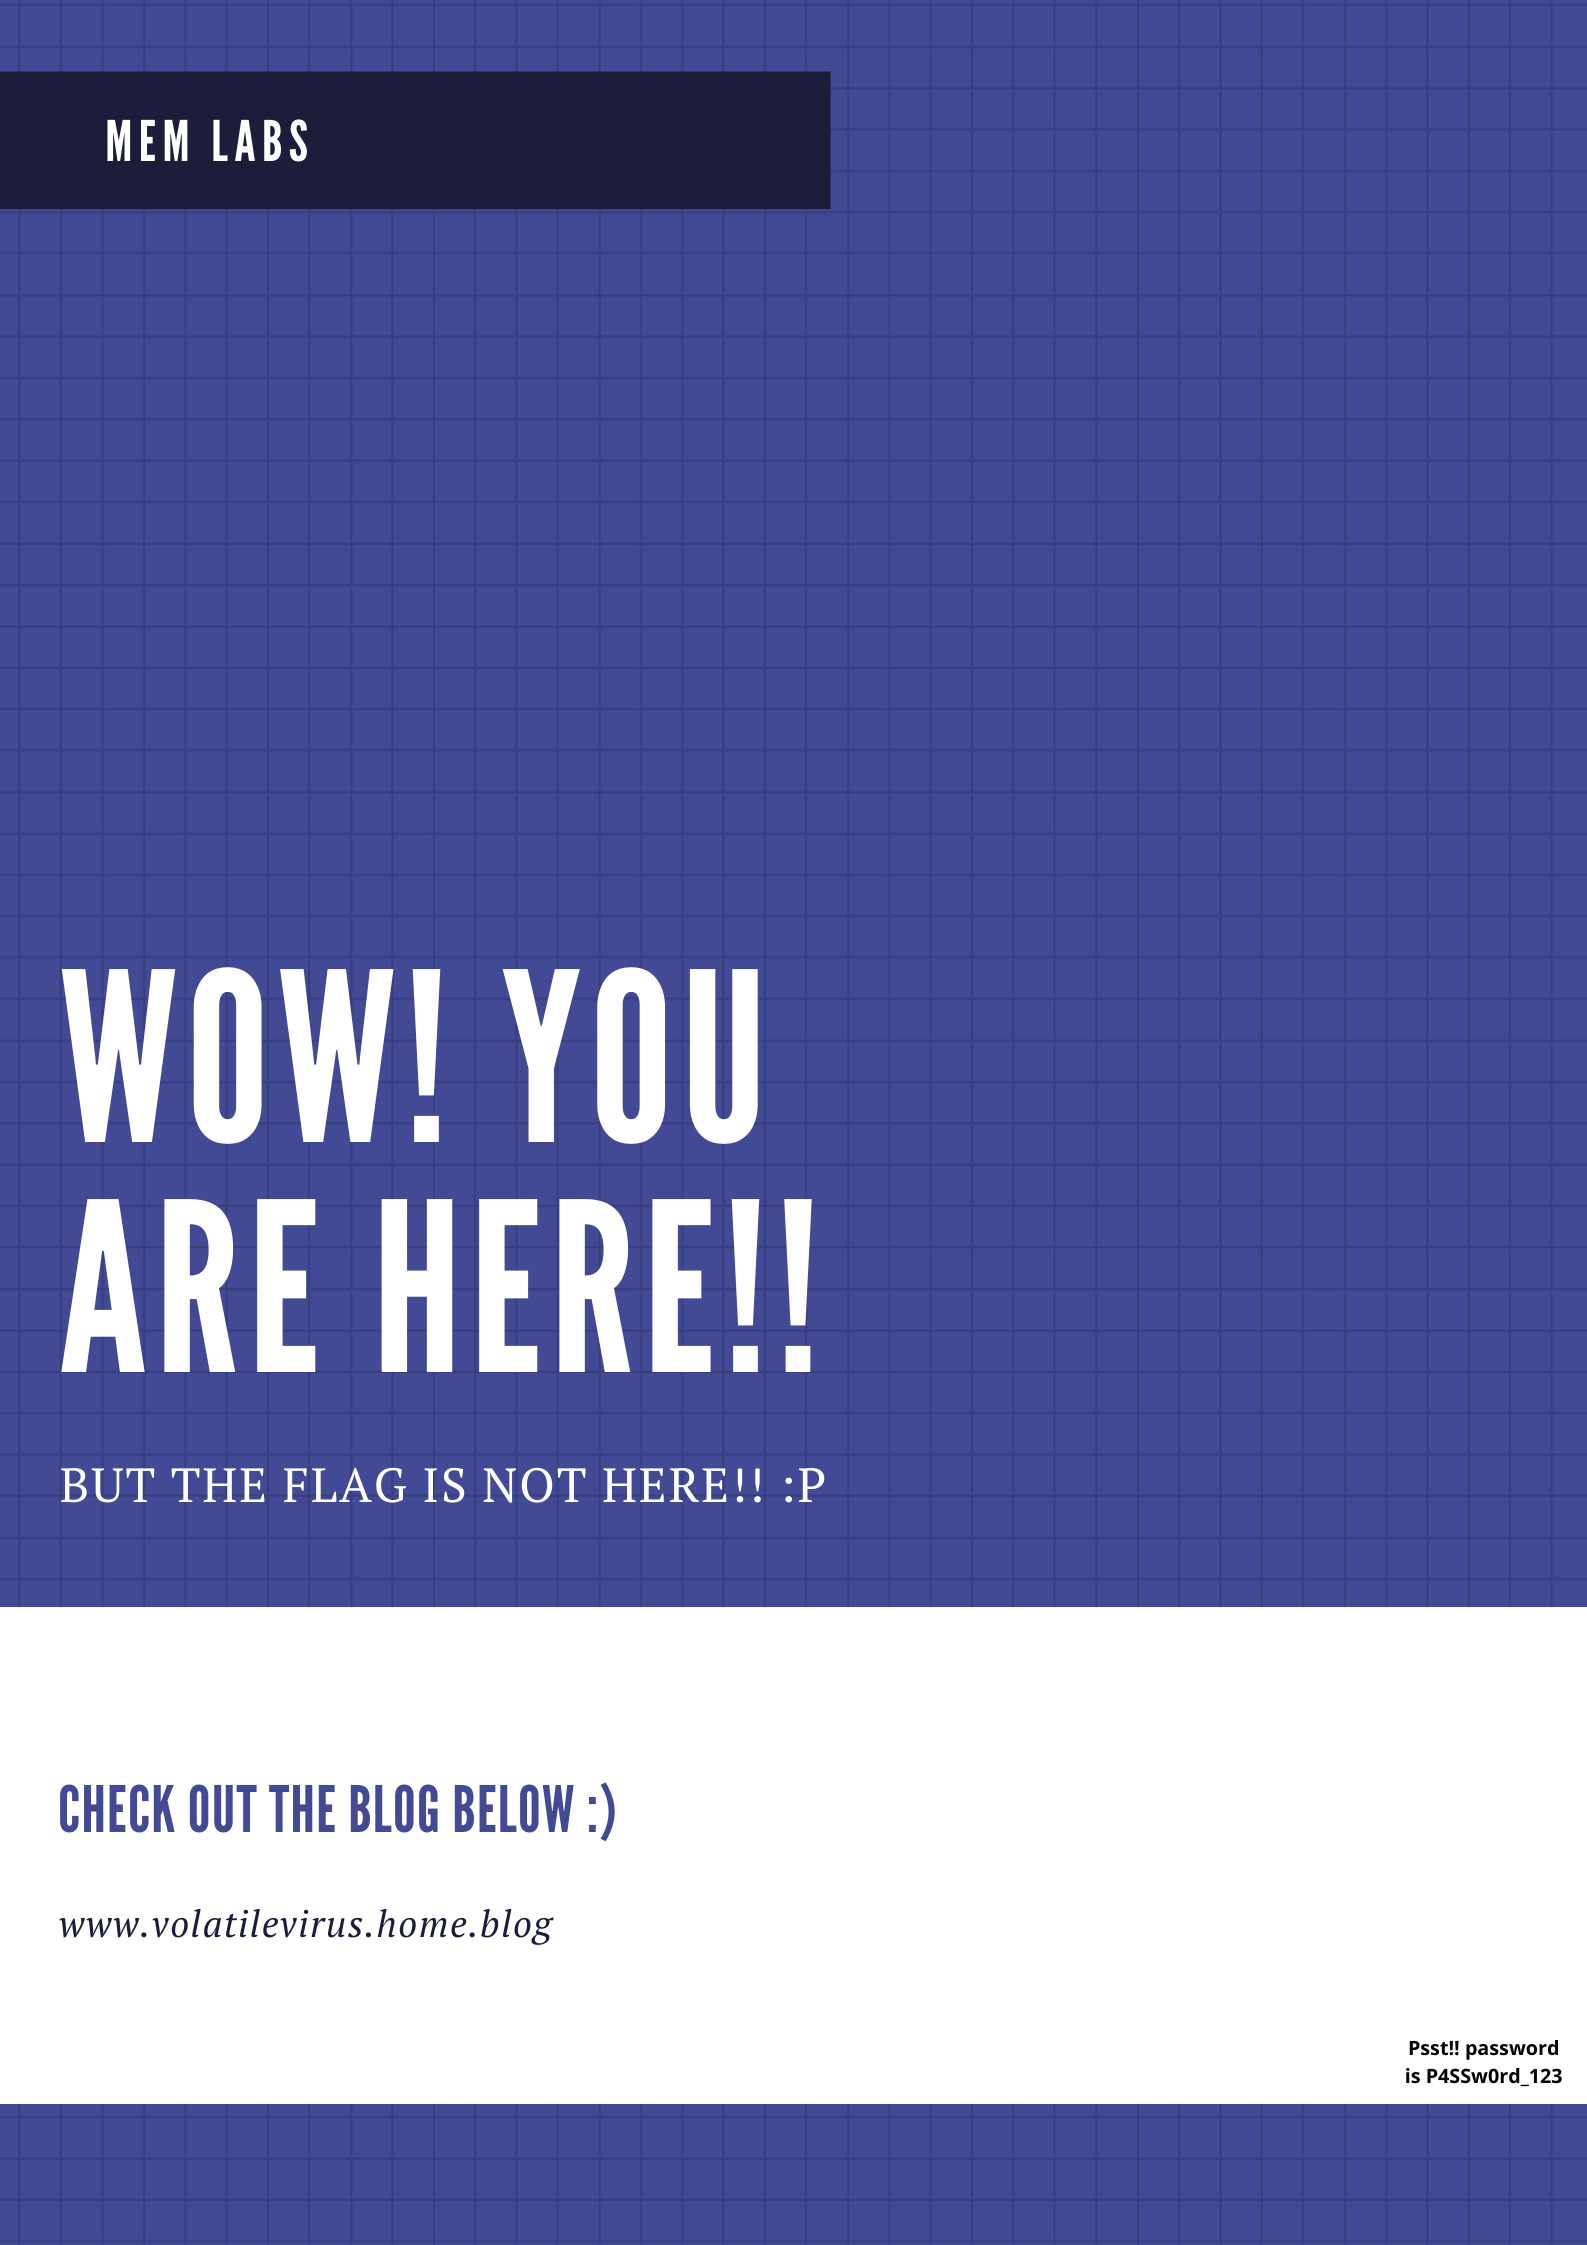 MEM LABS
WOW! YOU
ARE HERE!!
BUT THE FLAG IS NOT HERE!! :P
CHECK OUT THE BLOG BELOW :)
www.volatilevirus.home.blog
Psst!! password
is P4SSw0rd_123